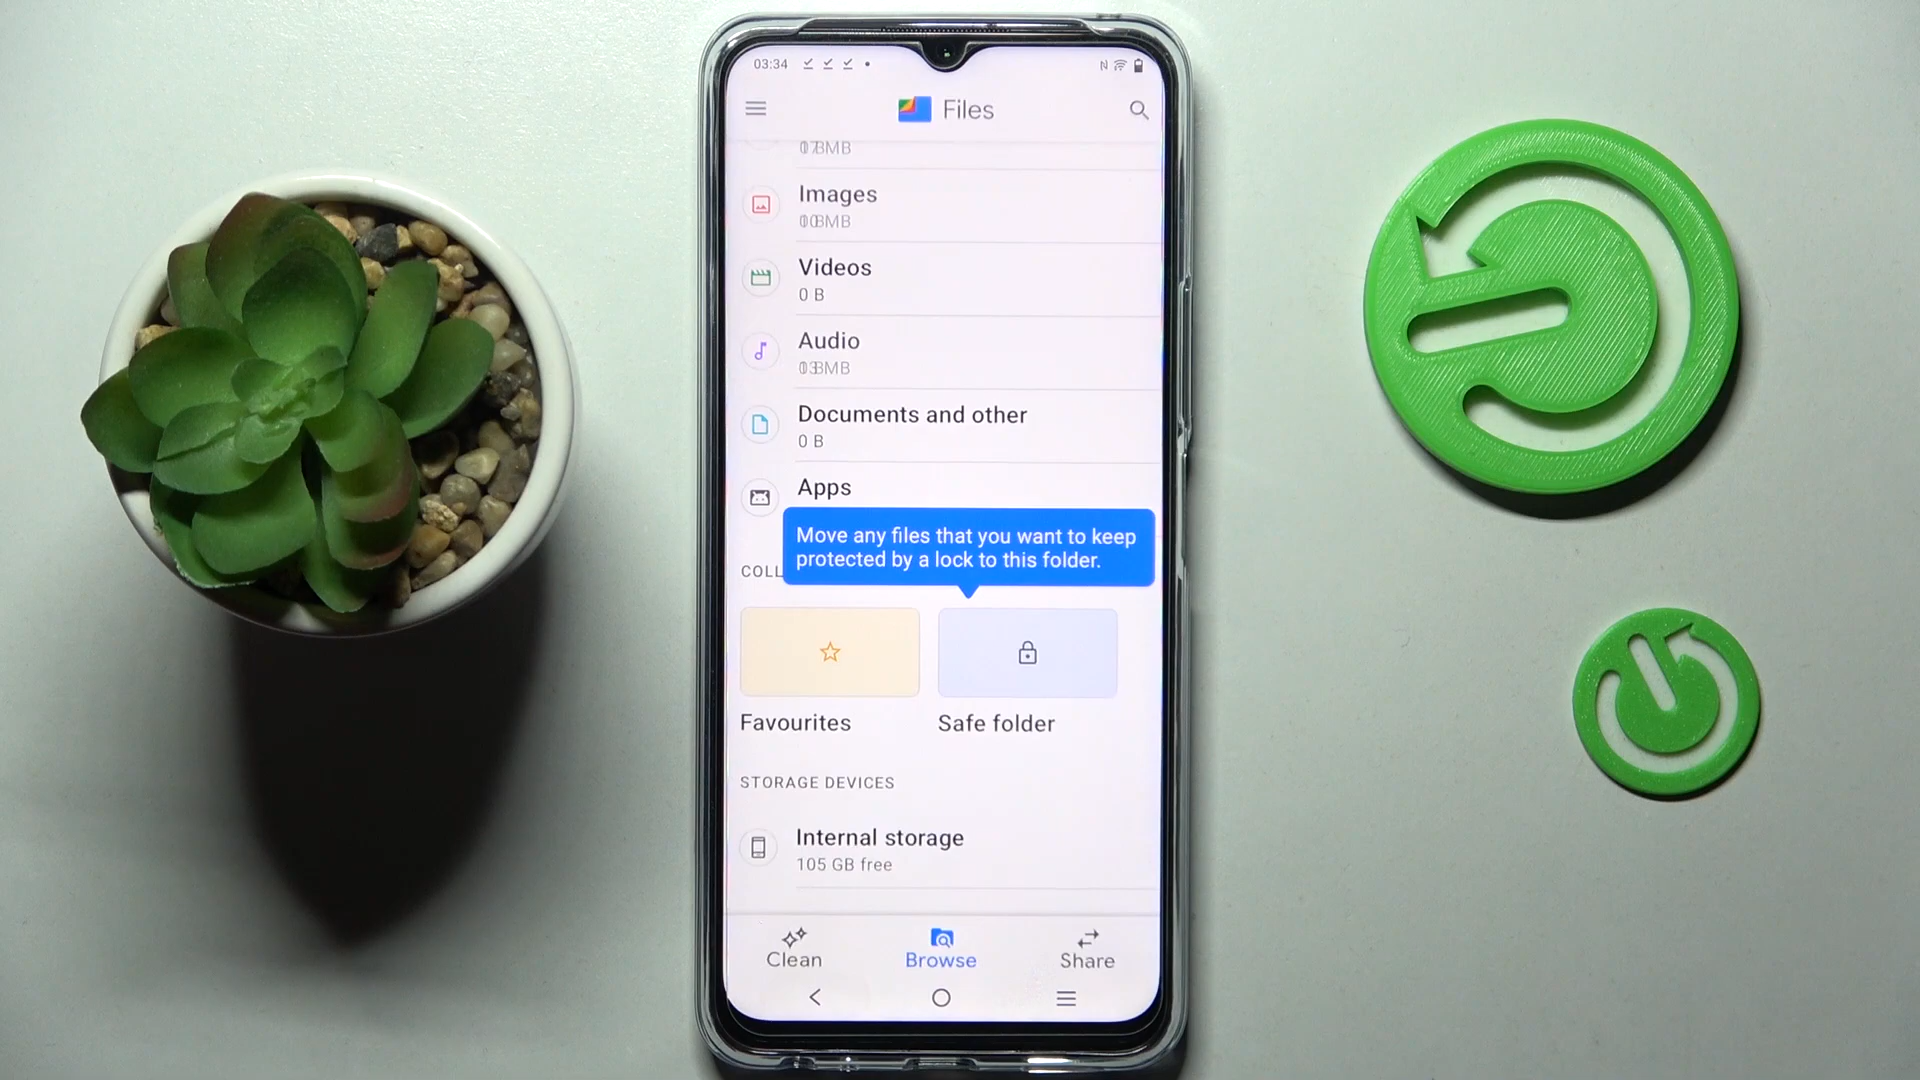 03:34
Files
Images
Videos
0 B
Audio
Documents and other
0 B
Apps
Move any files that you want to keep
protected by a lock to this folder.
COLL
Favourites
Safe folder
STORAGE DEVICES
Internal storage
105 GB free
Clean
Browse
Share